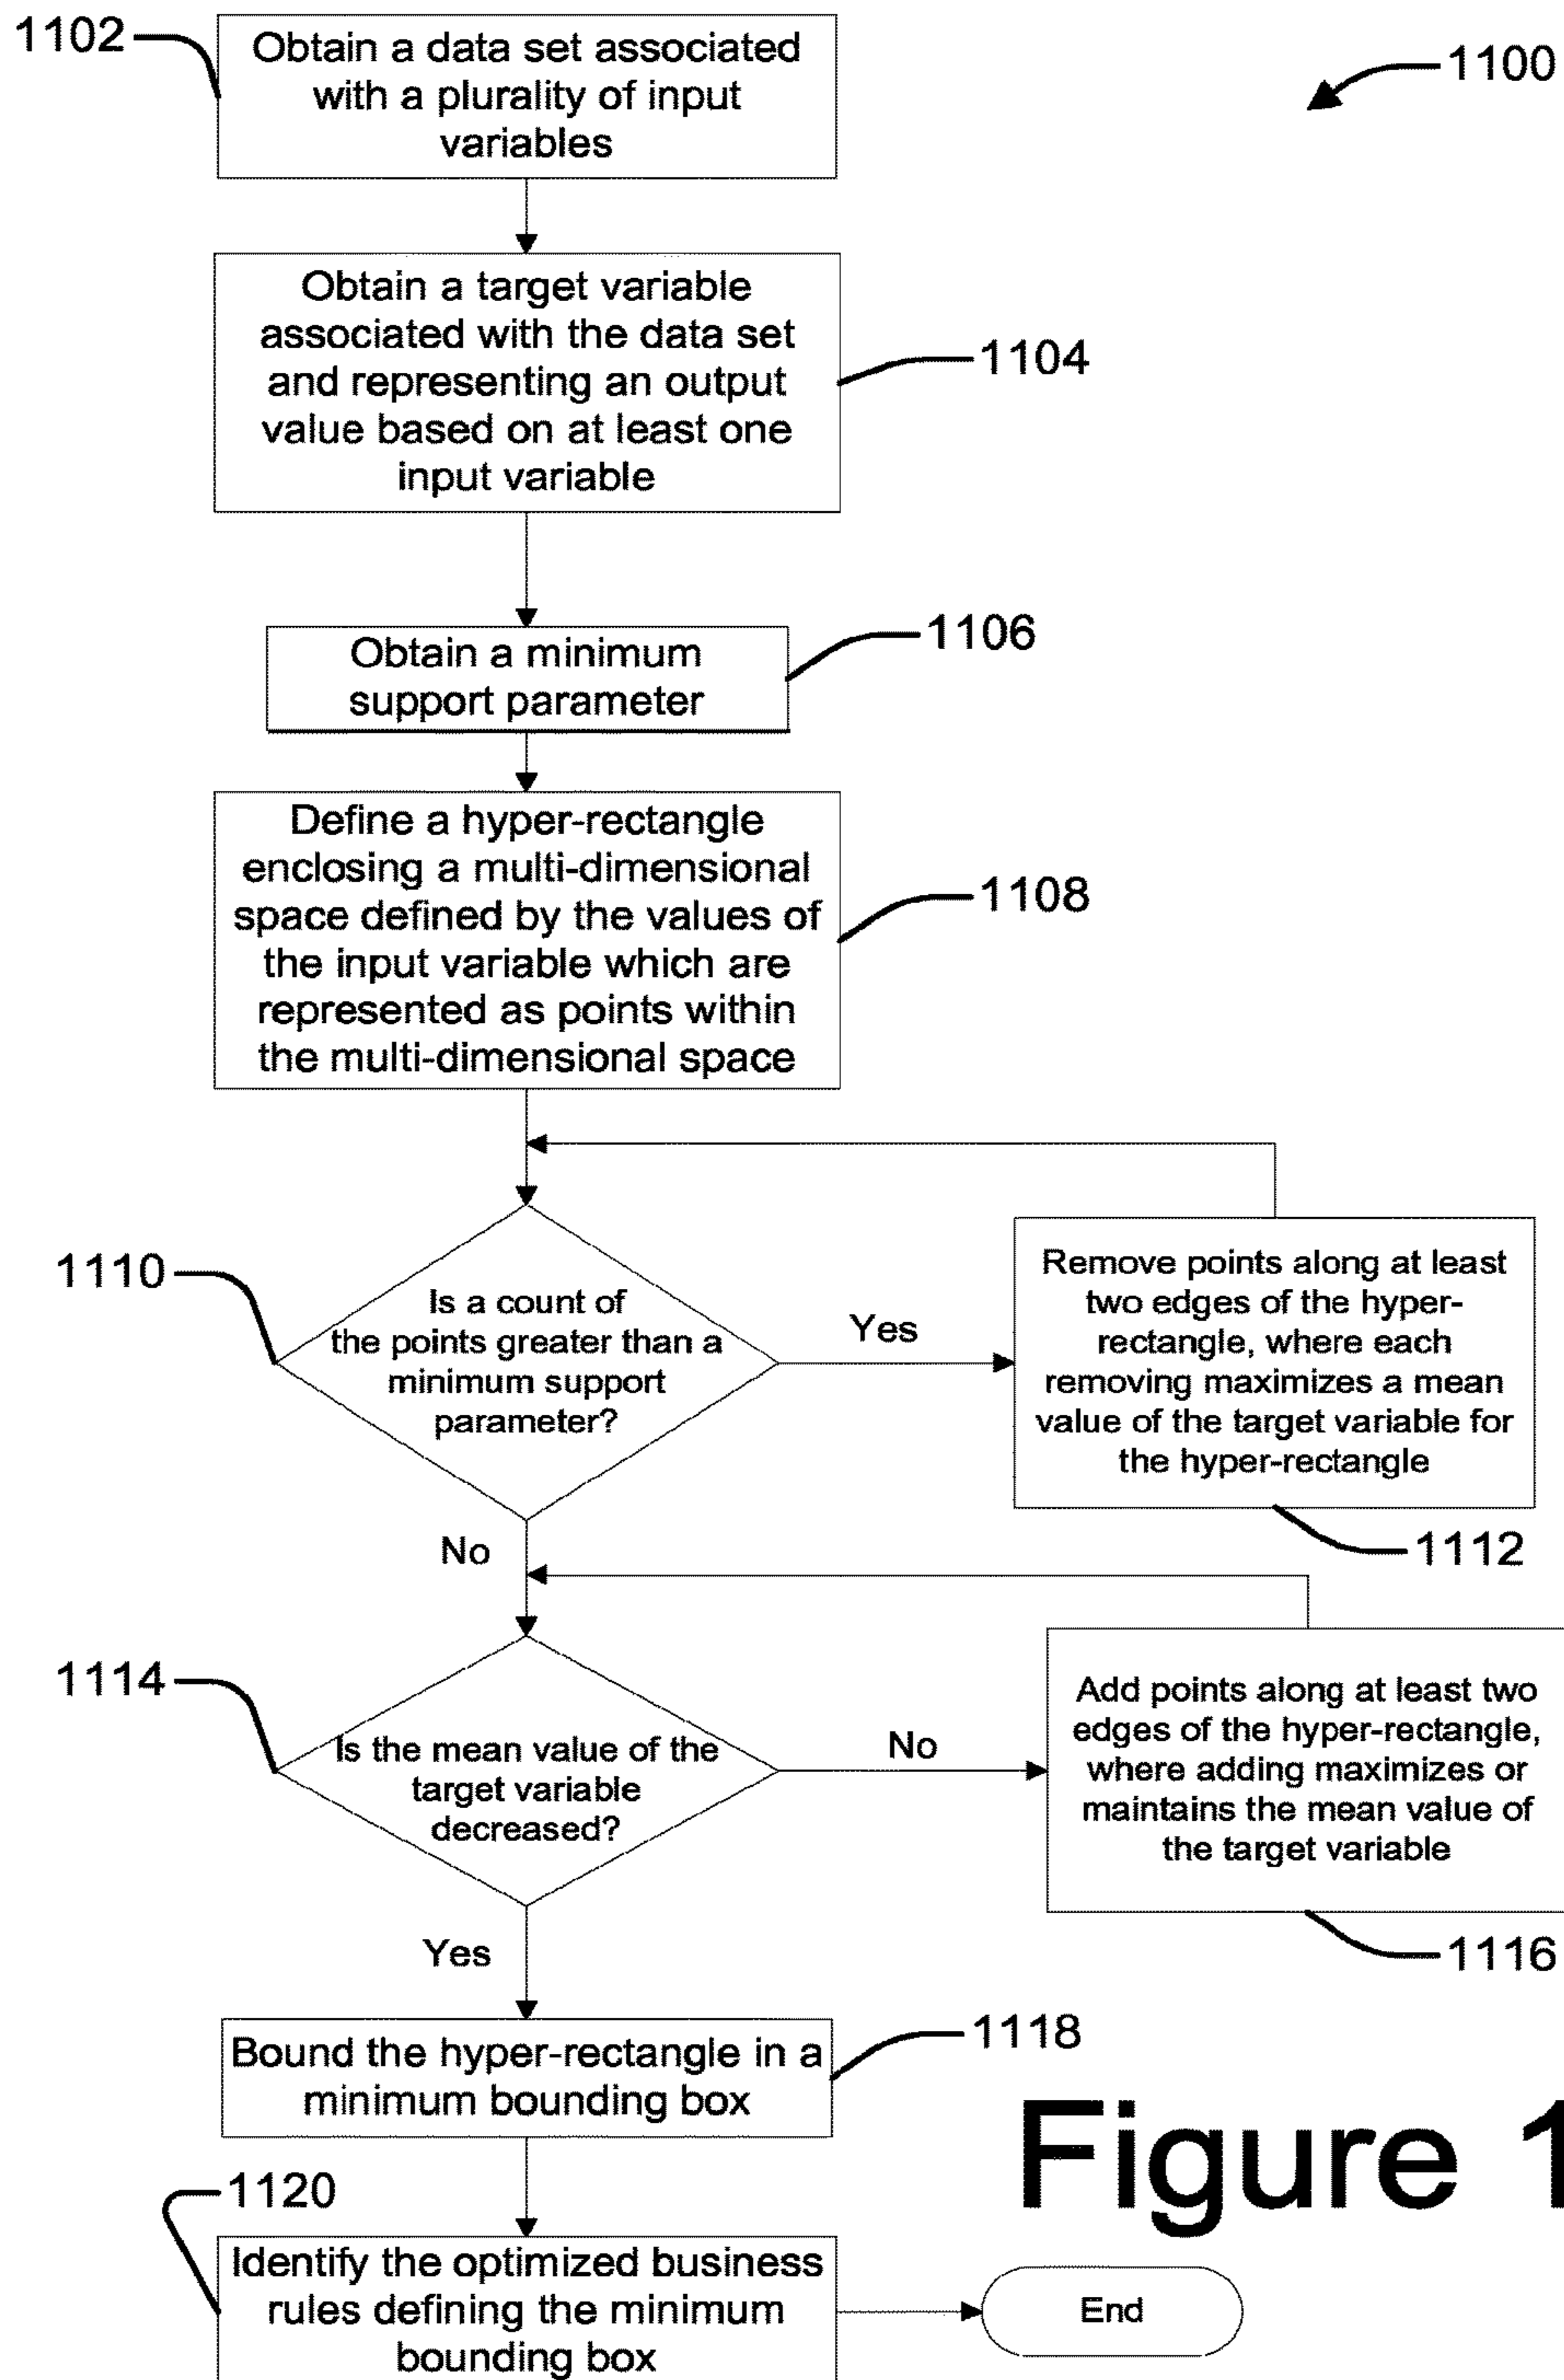 1102
Obtain a data set associated
with a plurality of input
variables
1100
Obtain a target variable
associated with the data set
and representing an output
value based on at least one
input variable
1104
Obtain a minimum
support parameter
1106
Define a hyper-rectangle
enclosing a multi-dimensional
space defined by the values of
the input variable which are
represented as points within
the multi-dimensional space
1108
1110
Is a count of
the points greater than a
minimum support
parameter?
Yes
Remove points along at least
two edges of the hyper-
rectangle, where each
removing maximizes a mean
value of the target variable for
the hyper-rectangle
1112
No
1114
Is the mean value of the
target variable
decreased?
No
Add points along at least two
edges of the hyper-rectangle,
where adding maximizes or
maintains the mean value of
the target variable
1116
Yes
Bound the hyper-rectangle in a
minimum bounding box
1118
Figure 1
1120
Identify the optimized business
rules defining the minimum
bounding box
End